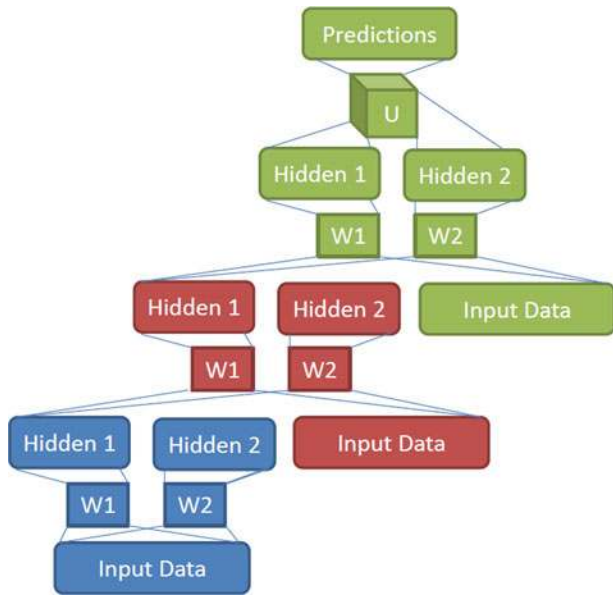 Predictions
U
Hidden 1
Hidden 2
W1
W2
Hidden 1
Hidden 2
Input Data
W1
W2
Hidden 1
Hidden 2
Input Data
W1
W2
Input Data